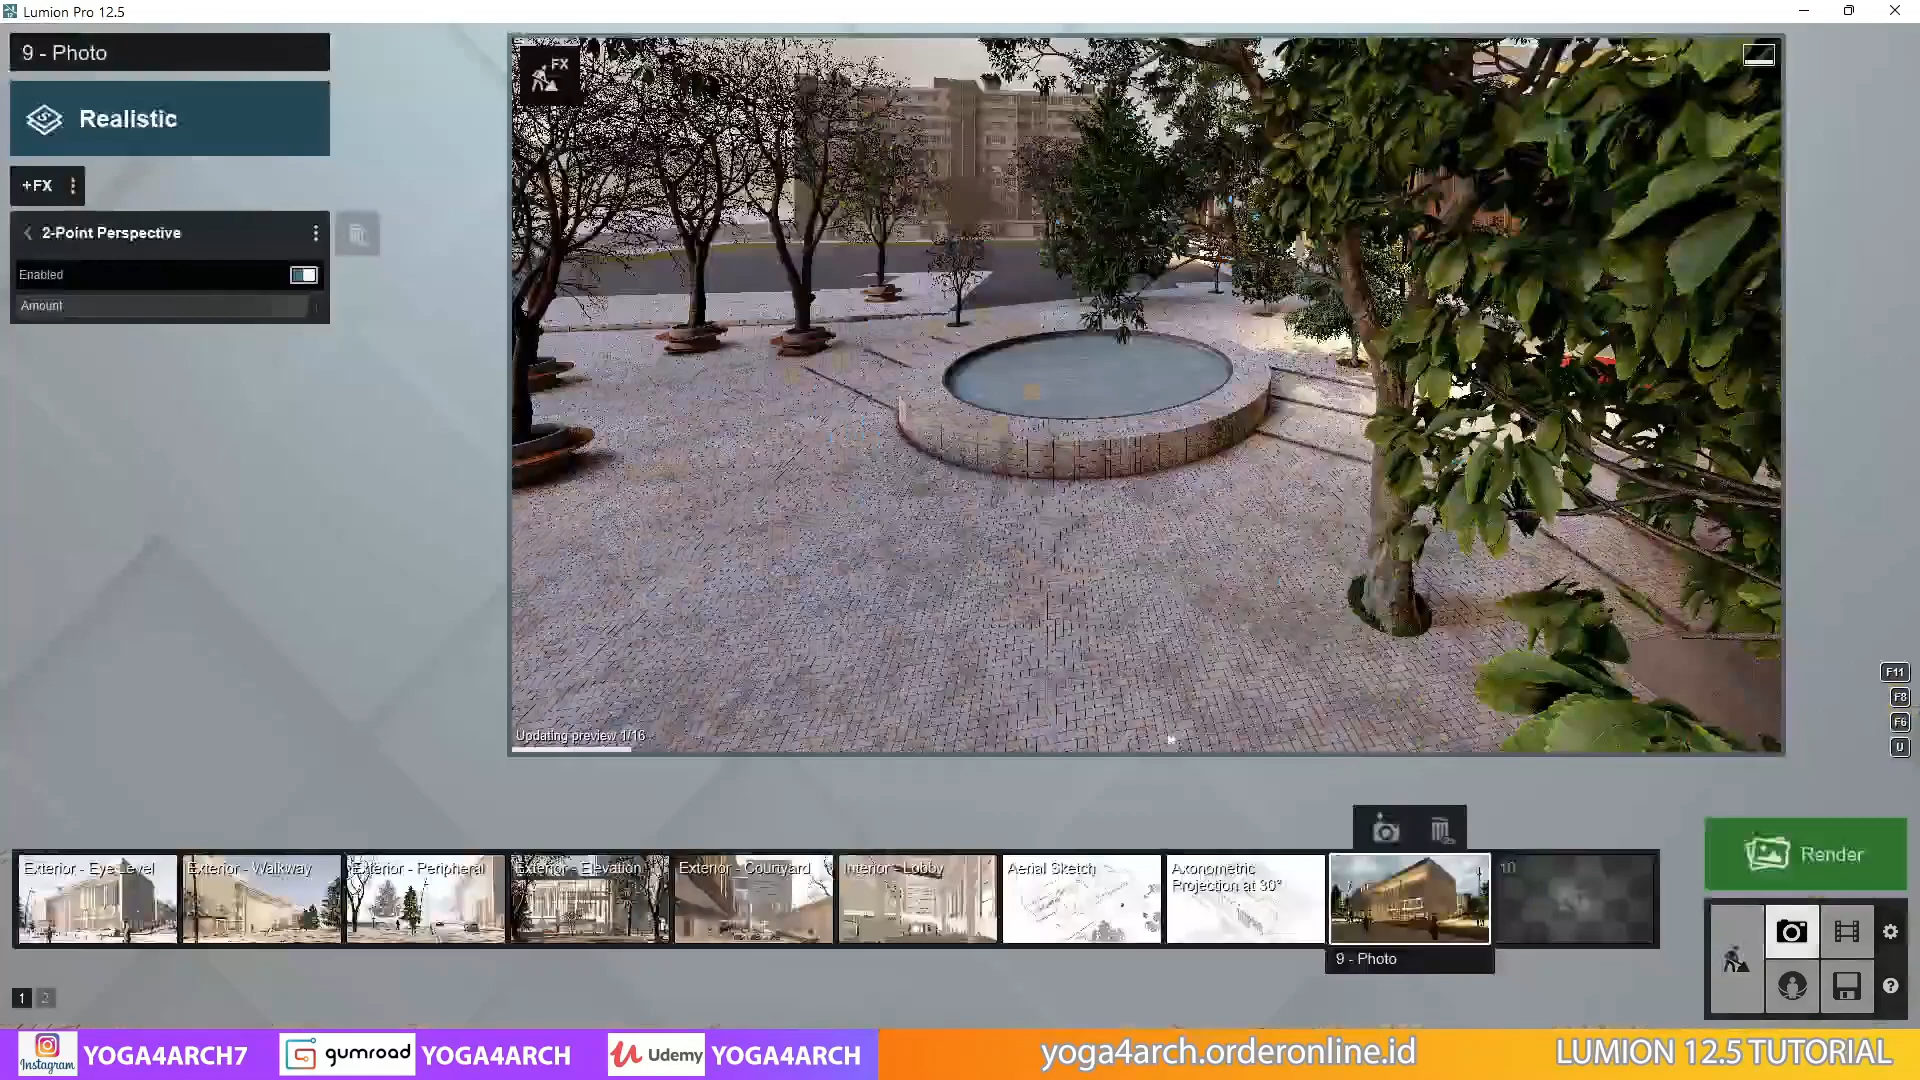 Lumion Pro 12.5
9 - Photo
Realistic
+FX
2-Point Perspective
Enabled
Amount
FX
Updating preview 1/16
F11
F8
F6
U
Exterior - Eye Level
Exterior - Walkway
Exterior - Peripheral
Exterior - Elevation
Exterior - Courtyard
Interior - Lobby
Aerial Sketch
Axonometric
Projection at 30°
10
9 - Photo
Render
?
1 2
Instagram YOGA4ARCH7 gumroad YOGA4ARCH Udemy YOGA4ARCH yoga4arch.orderonline.id LUMION 12.5 TUTORIAL